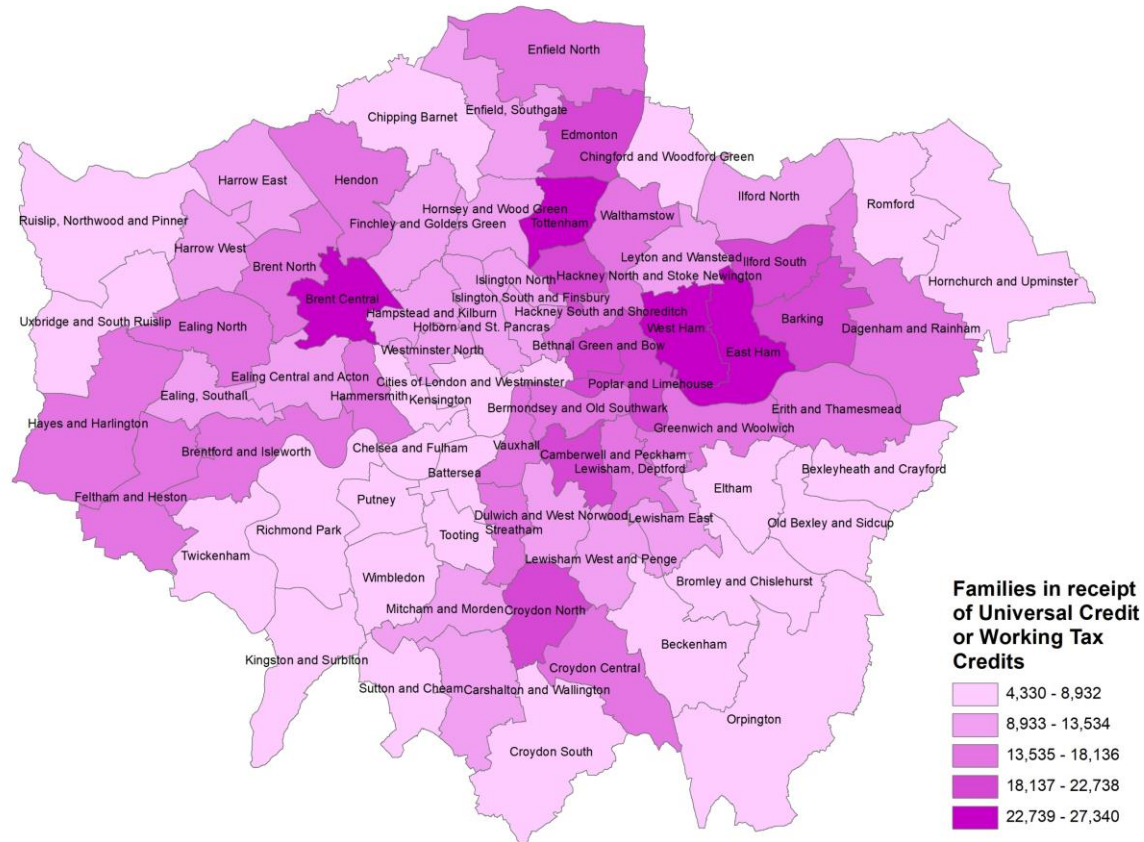 Enfield North
Chipping Barnet
Enfield, Southgate
Edmonton
Chingford and Woodford Green
Harrow East
Hendon
Ilford North
Romford
Ruislip, Northwood and Pinner
Hornsey and Wood Green
Finchley and Golders Green
Tottenham
Walthamstow
Harrow West
Leyton and Wanstead
Ilford South
Brent North
Islington North
Hackney North and Stoke Newington
Hornchurch and Upminster
Brent Central
Islington South and Finsbury
Hampstead and Kilburn
Hackney South and Shoreditch
Uxbridge and South Ruislip
Ealing North
Holborn and St. Pancras
West Ham
Barking
Dagenham and Rainham
Westminster North
Bethnal Green and Bow
East Ham
Ealing Central and Acton
Cities of London and Westminster
Poplar and Limehouse
Ealing, Southall
Hammersmith
Kensington
Hayes and Harlington
Bermondsey and Old Southwark
Erith and Thamesmead
Greenwich and Woolwich
Brentford and Isleworth
Chelsea and Fulham
Vauxhall
Camberwell and Peckham
Lewisham, Deptford
Bexleyheath and Crayford
Battersea
Eltham
Feltham and Heston
Putney
Dulwich and West Norwood
Lewisham East
Old Bexley and Sidcup
Richmond Park
Streatham
Tooting
Twickenham
Lewisham West and Penge
Wimbledon
Bromley and Chislehurst
Mitcham and Morden
Croydon North
Beckenham
Kingston and Surbiton
Croydon Central
Sutton and Cheam
Carshalton and Wallington
Orpington
Croydon South
Families in receipt
of Universal Credit
or Working Tax
Credits
4,330 - 8,932
8,933 - 13,534
13,535 - 18,136
18,137 - 22,738
22,739 - 27,340